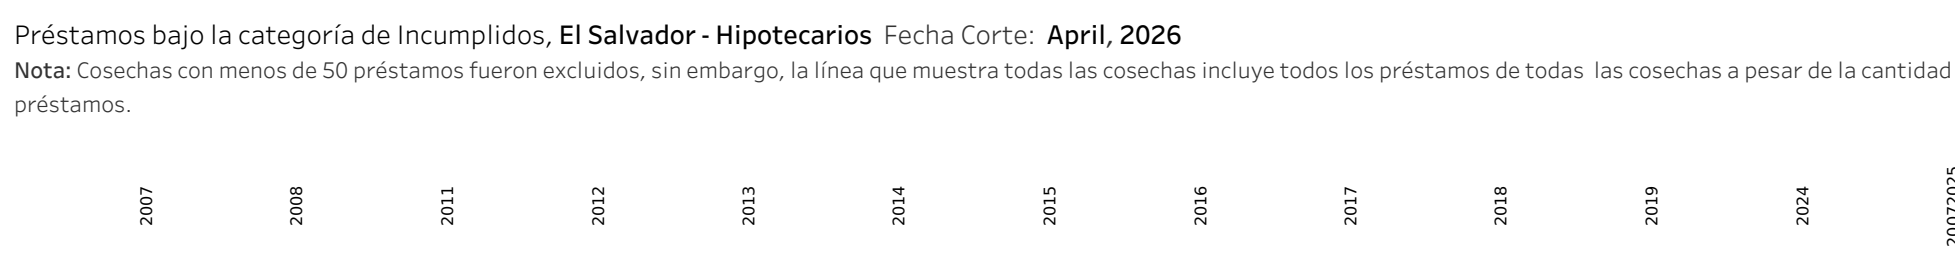 Préstamos bajo la categoría de Incumplidos, El Salvador - Hipotecarios Fecha Corte: April, 2026
Nota: Cosechas con menos de 50 préstamos fueron excluidos, sin embargo, la línea que muestra todas las cosechas incluye todos los préstamos de todas las cosechas a pesar de la cantidad
préstamos.
2007 2008 2011 2012 2013 2014 2015 2016 2017 2018 2019 2024 20072025